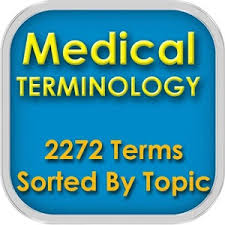 Medical
TERMINOLOGY
2272 Terms
Sorted By Topic